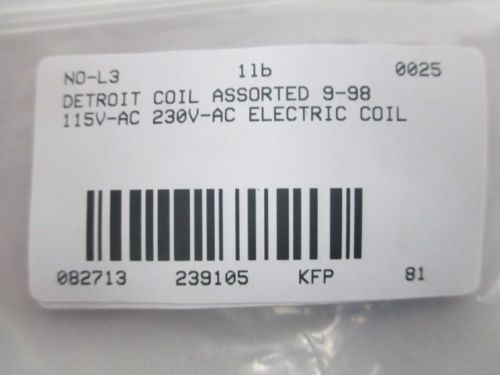 NO-L3 1lb 0025
DETROIT COIL ASSORTED 9-98
115V-AC 230V-AC ELECTRIC COIL
082713 239105 KFP 81